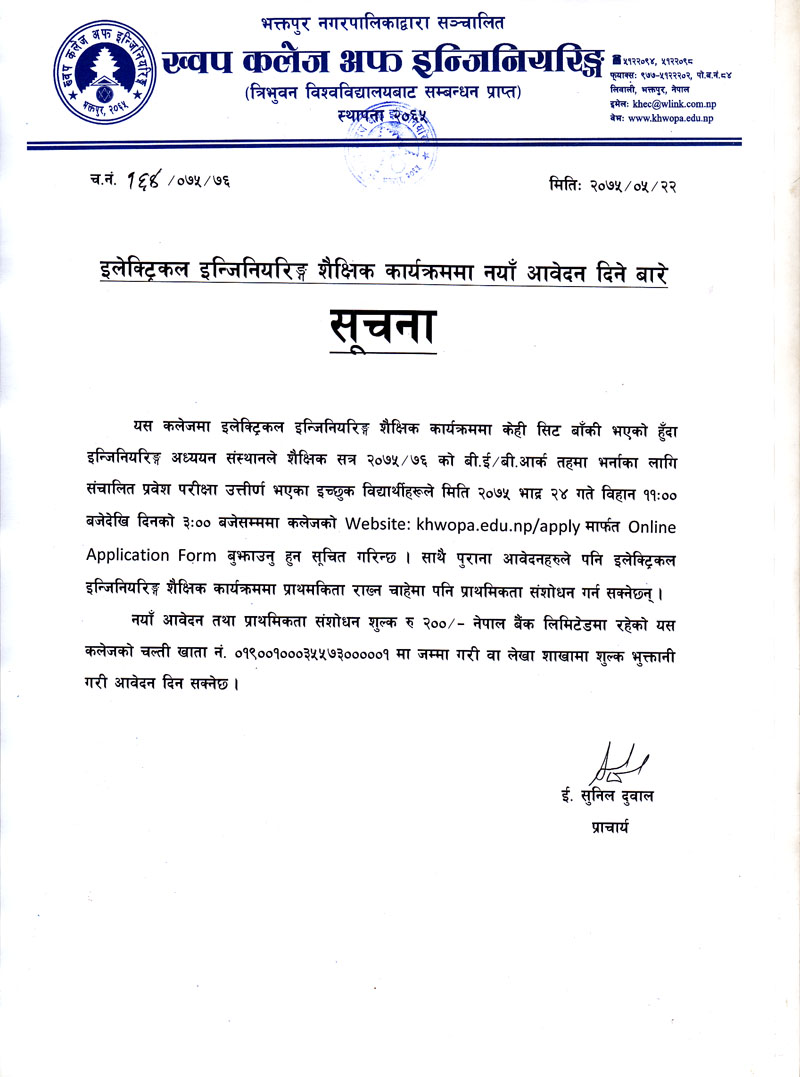 भक्तपुर नगरपालिकाद्वारा सञ्चालित
ख्वप कलेज अफ इन्जिनियरिङ्ग
(त्रिभुवन विश्वविद्यालयबाट सम्बन्धन प्राप्त)
स्थापना २०६५
ख्वप कलेज अफ इन्जिनियरिङ्ग
भक्तपुर, २०६५
☎ ५१२२०९४, ५१२२०९८
फ्याक्सः ९७७-५१२२२०२, पो.ब.नं.८४
लिवाली, भक्तपुर, नेपाल
इमेलः khec@wlink.com.np
वेभः www.khwopa.edu.np
च.नं. १६४ /०७५/७६
मितिः २०७५/०५/२२
इलेक्ट्रिकल इन्जिनियरिङ्ग शैक्षिक कार्यक्रममा नयाँ आवेदन दिने बारे
सूचना
यस कलेजमा इलेक्ट्रिकल इन्जिनियरिङ्ग शैक्षिक कार्यक्रममा केही सिट बाँकी भएको हुँदा
इन्जिनियरिङ्ग अध्ययन संस्थानले शैक्षिक सत्र २०७५/७६ को बी.ई/बी.आर्क तहमा भर्नाका लागि
संचालित प्रवेश परीक्षा उत्तीर्ण भएका इच्छुक विद्यार्थीहरूले मिति २०७५ भाद्र २४ गते विहान ११:००
बजेदेखि दिनको ३:०० बजेसम्ममा कलेजको Website: khwopa.edu.np/apply मार्फत Online
Application Form बुझाउनु हुन सूचित गरिन्छ । साथै पुराना आवेदनहरुले पनि इलेक्ट्रिकल
इन्जिनियरिङ्ग शैक्षिक कार्यक्रममा प्राथमकिता राख्न चाहेमा पनि प्राथमिकता संशोधन गर्न सक्नेछन् ।
नयाँ आवेदन तथा प्राथमिकता संशोधन शुल्क रु २००/- नेपाल बैंक लिमिटेडमा रहेको यस
कलेजको चल्ती खाता नं. ०१९००१०००३५५७३०००००१ मा जम्मा गरी वा लेखा शाखामा शुल्क भुक्तानी
गरी आवेदन दिन सक्नेछ ।
ई. सुनिल दुवाल
प्राचार्य